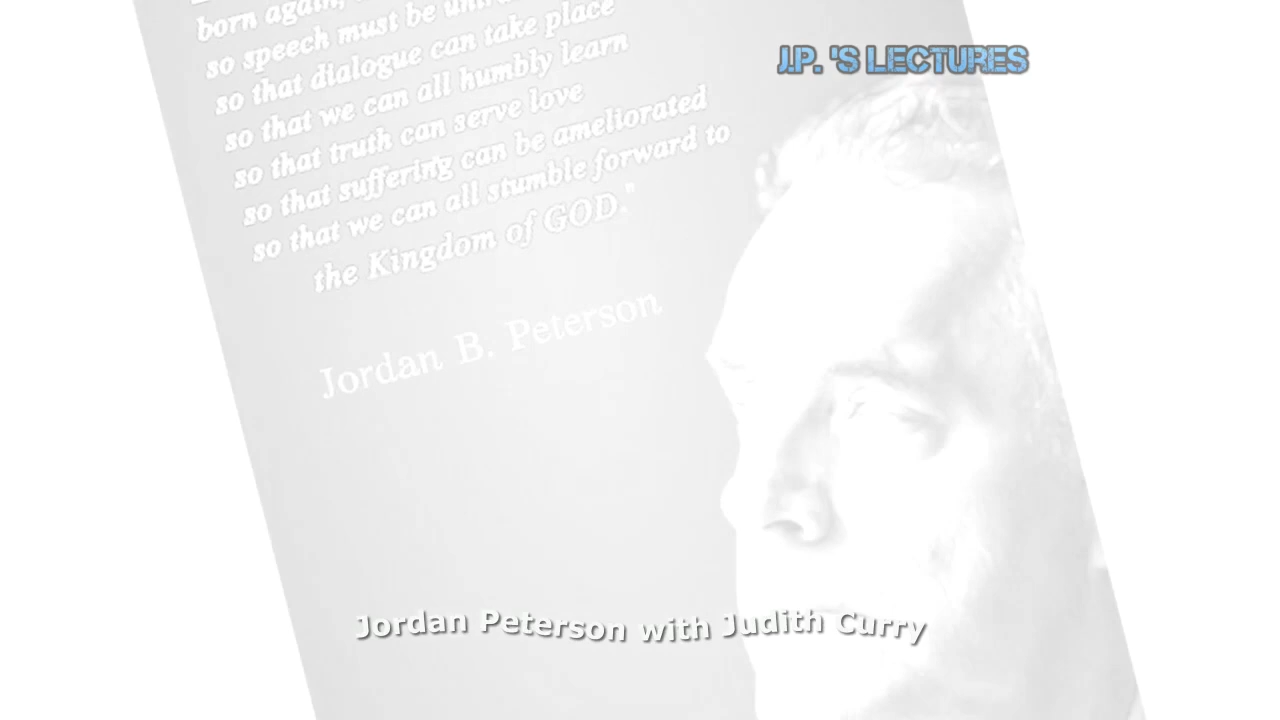 born again,
so speech must be
so that dialogue can take place
so that we can all humbly learn
so that truth can serve love
so that suffering can be ameliorated
so that we can all stumble forward to
the Kingdom of GOD."
Jordan B. Peterson
J.P. 'S LECTURES
Jordan Peterson with Judith Curry